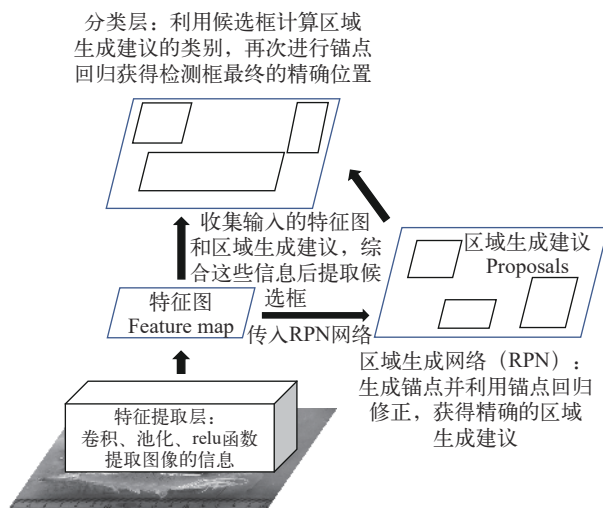 分类层：利用候选框计算区域
生成建议的类别，再次进行锚点
回归获得检测框最终的精确位置
收集输入的特征图
和区域生成建议，综
合这些信息后提取候
选框
区域生成建议
Proposals
特征图
Feature map
传入RPN网络
区域生成网络（RPN）：
生成锚点并利用锚点回归
修正，获得精确的区域
生成建议
特征提取层：
卷积、池化、relu函数
提取图像的信息